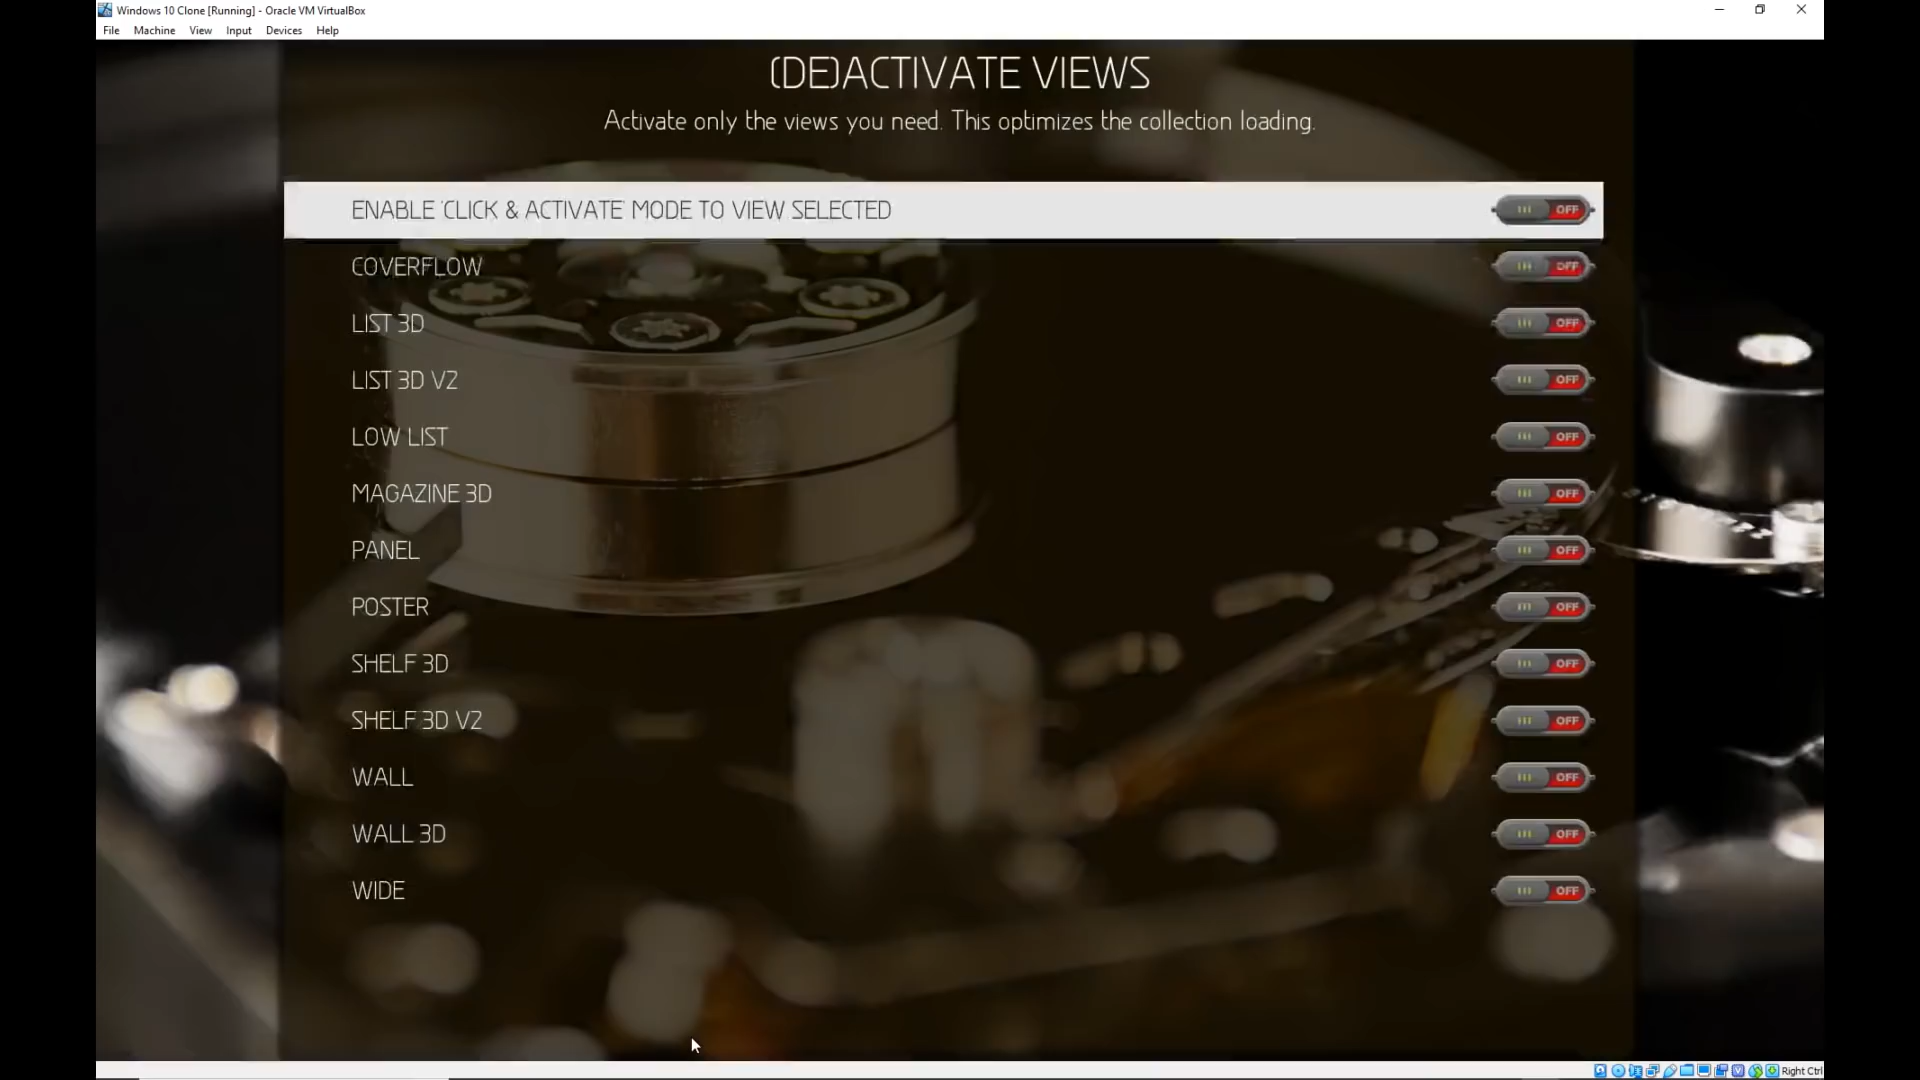 Windows 10 Clone [Running] - Oracle VM VirtualBox
File Machine View Input Devices Help
(DE)ACTIVATE VIEWS
Activate only the views you need. This optimizes the collection loading.
ENABLE 'CLICK & ACTIVATE' MODE TO VIEW SELECTED OFF
COVERFLOW OFF
LIST 3D OFF
LIST 3D V2 OFF
LOW LIST OFF
MAGAZINE 3D OFF
PANEL OFF
POSTER OFF
SHELF 3D OFF
SHELF 3D V2 OFF
WALL OFF
WALL 3D OFF
WIDE OFF
Right Ctrl